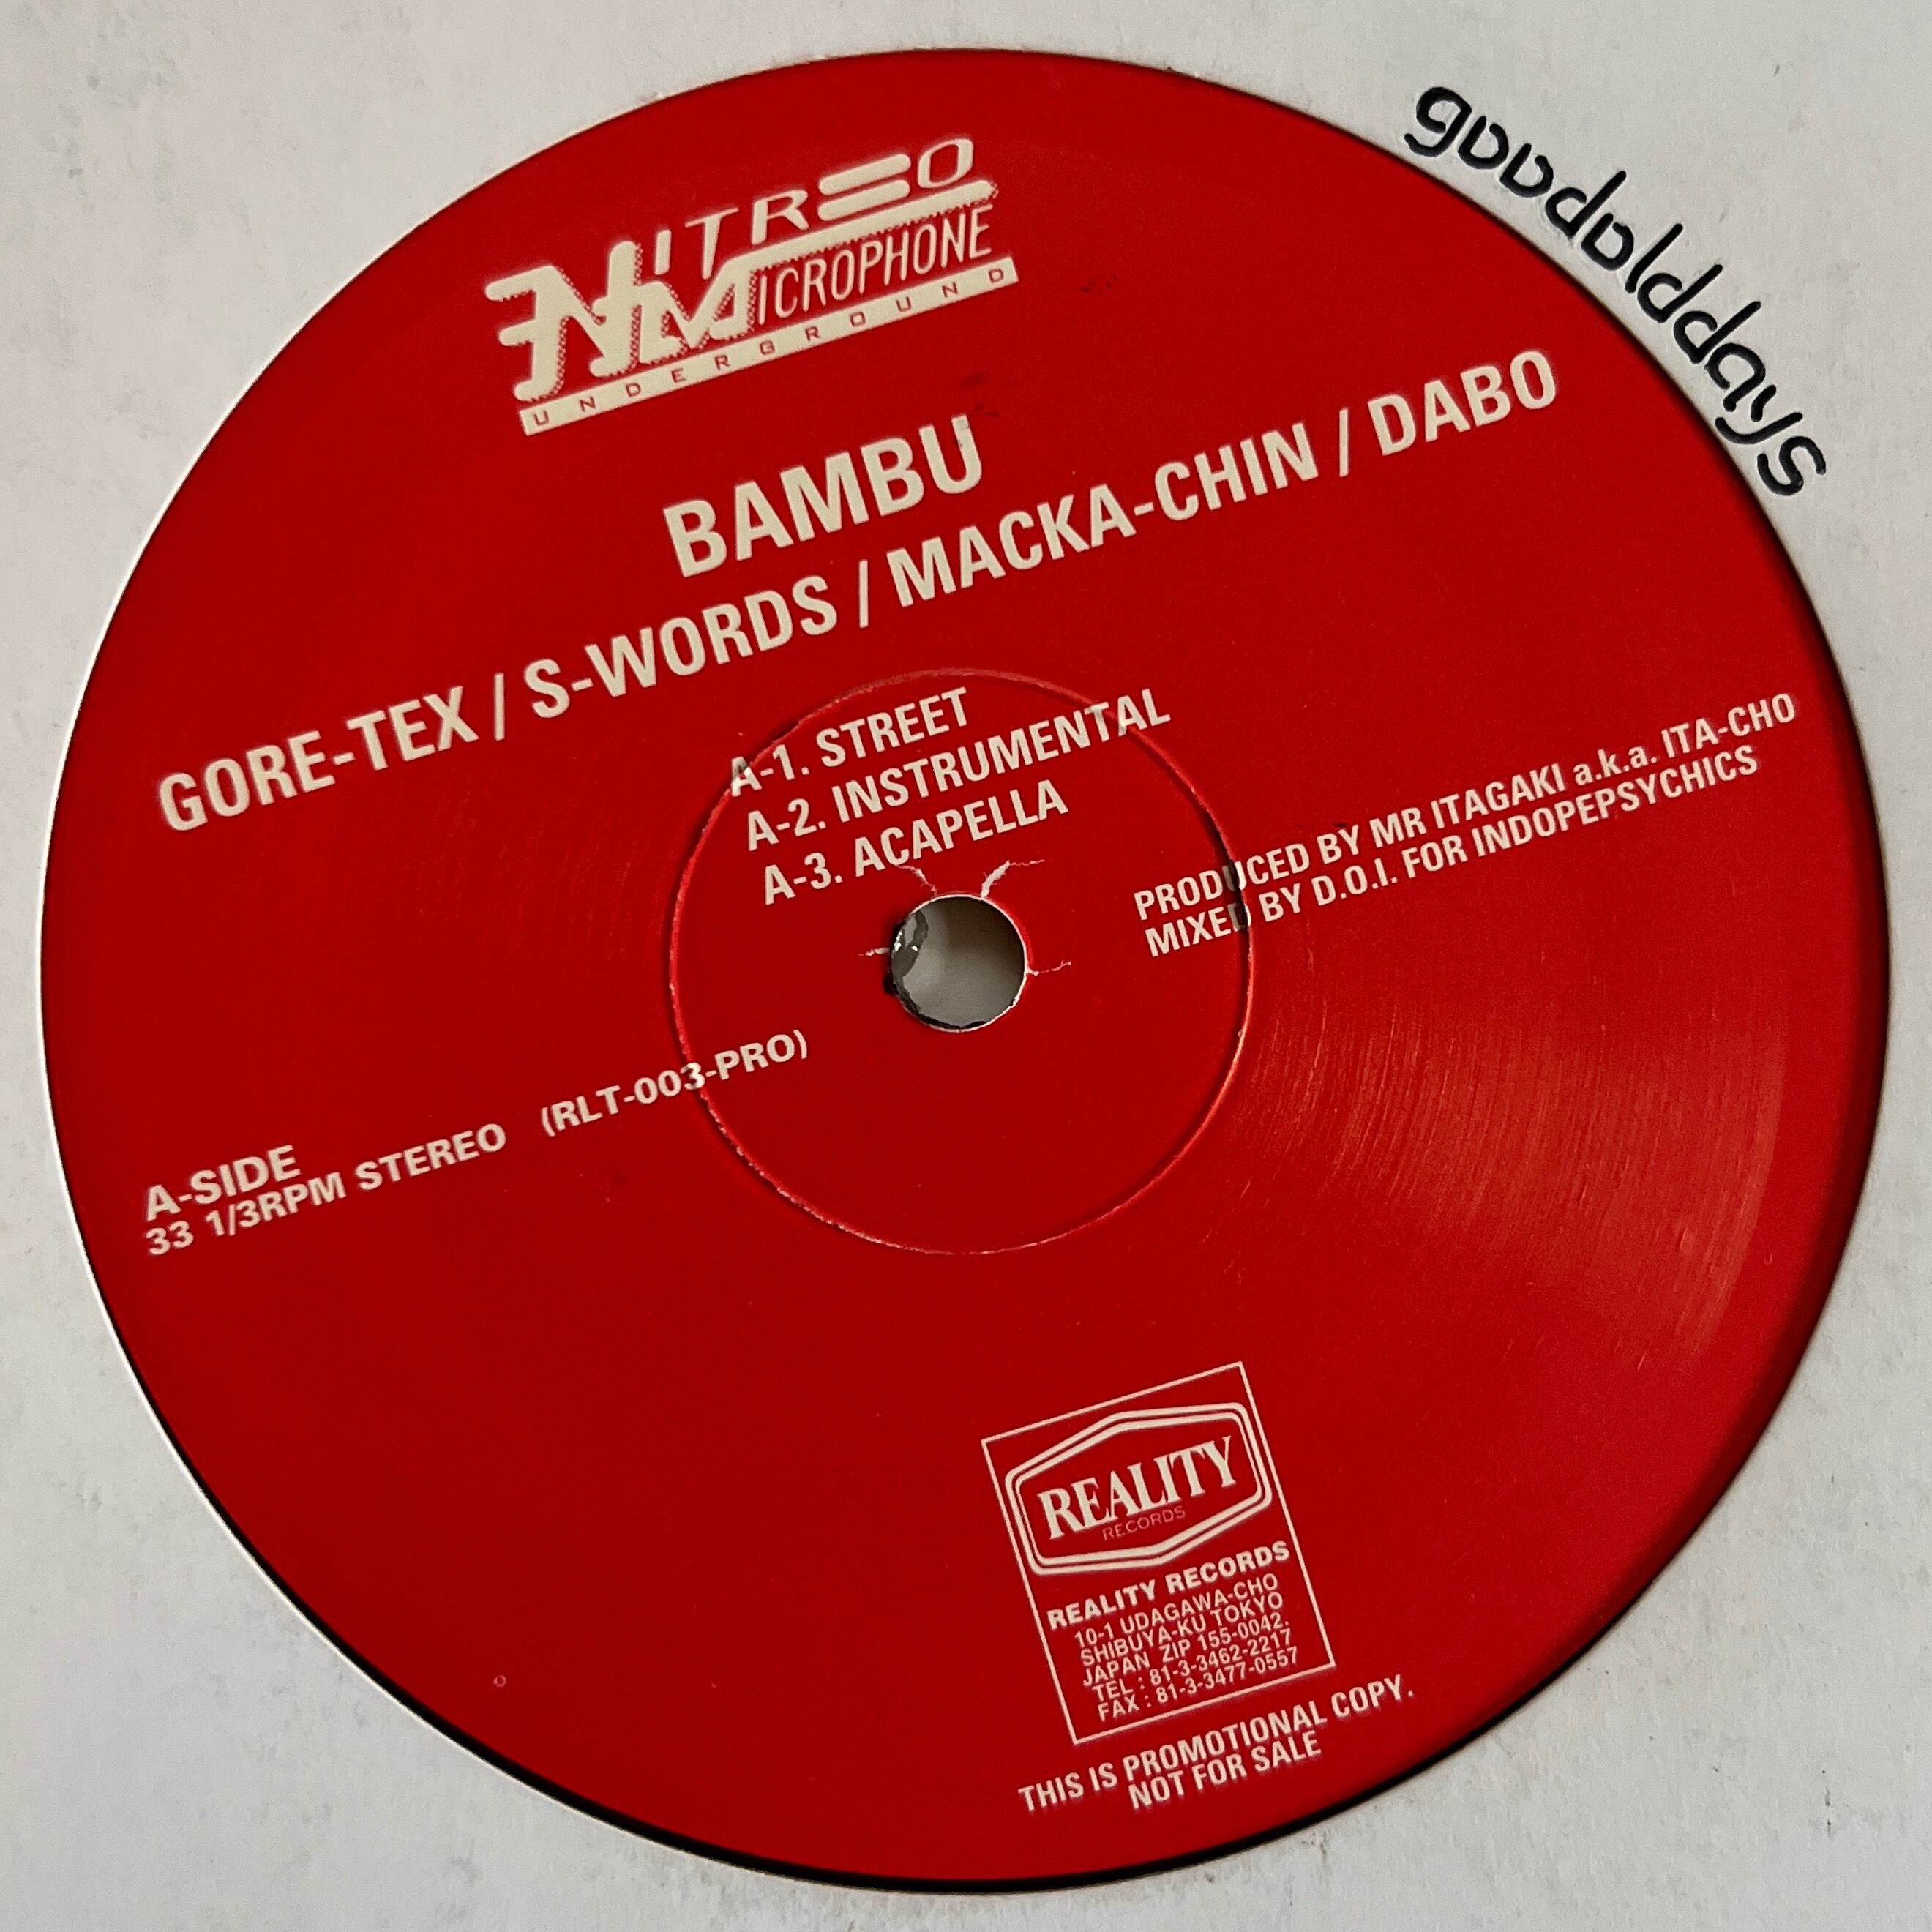 NITRO
MICROPHONE
UNDERGROUND
goodolddays
BAMBU
GORE-TEX / S-WORDS / MACKA-CHIN / DABO
A-1. STREET
A-2. INSTRUMENTAL
A-3. ACAPELLA
PRODUCED BY MR ITAGAKI a.k.a. ITA-CHO
MIXED BY D.O.I. FOR INDOPEPSYCHICS
A-SIDE
33 1/3RPM STEREO (RLT-003-PRO)
REALITY
RECORDS
REALITY RECORDS
10-1 UDAGAWA-CHO
SHIBUYA-KU TOKYO
JAPAN ZIP 155-0042.
TEL : 81-3-3462-2217
FAX : 81-3-3477-0557
THIS IS PROMOTIONAL COPY.
NOT FOR SALE